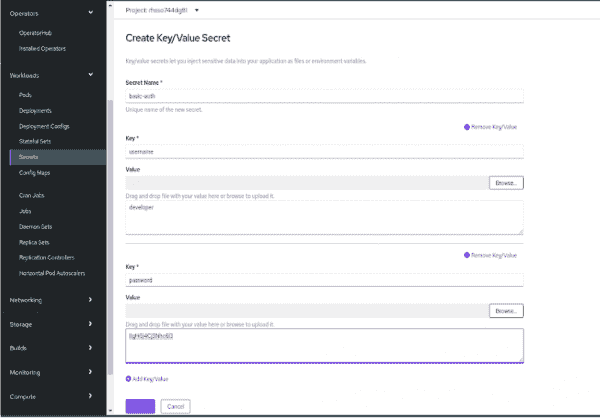 Operators
OperatorHub
Installed Operators
Workloads
Pods
Deployments
Deployment Configs
Stateful Sets
Secrets
Config Maps
Cron Jobs
Jobs
Daemon Sets
Replica Sets
Replication Controllers
Horizontal Pod Autoscalers
Networking
Storage
Builds
Monitoring
Compute
Project:
Create Key/Value Secret
Key/value secrets let you eject sensitive data into your application as files or environment variables.
Secret Name *
basic-auth
Unique name of the new secret.
Remove Key/Value
Key *
username
Value
Browse...
Drag and drop file with your value here or browse to upload it.
developer
Remove Key/Value
Key *
password
Value
Browse...
Drag and drop file with your value here or browse to upload it.
Add Key/Value
Cancel